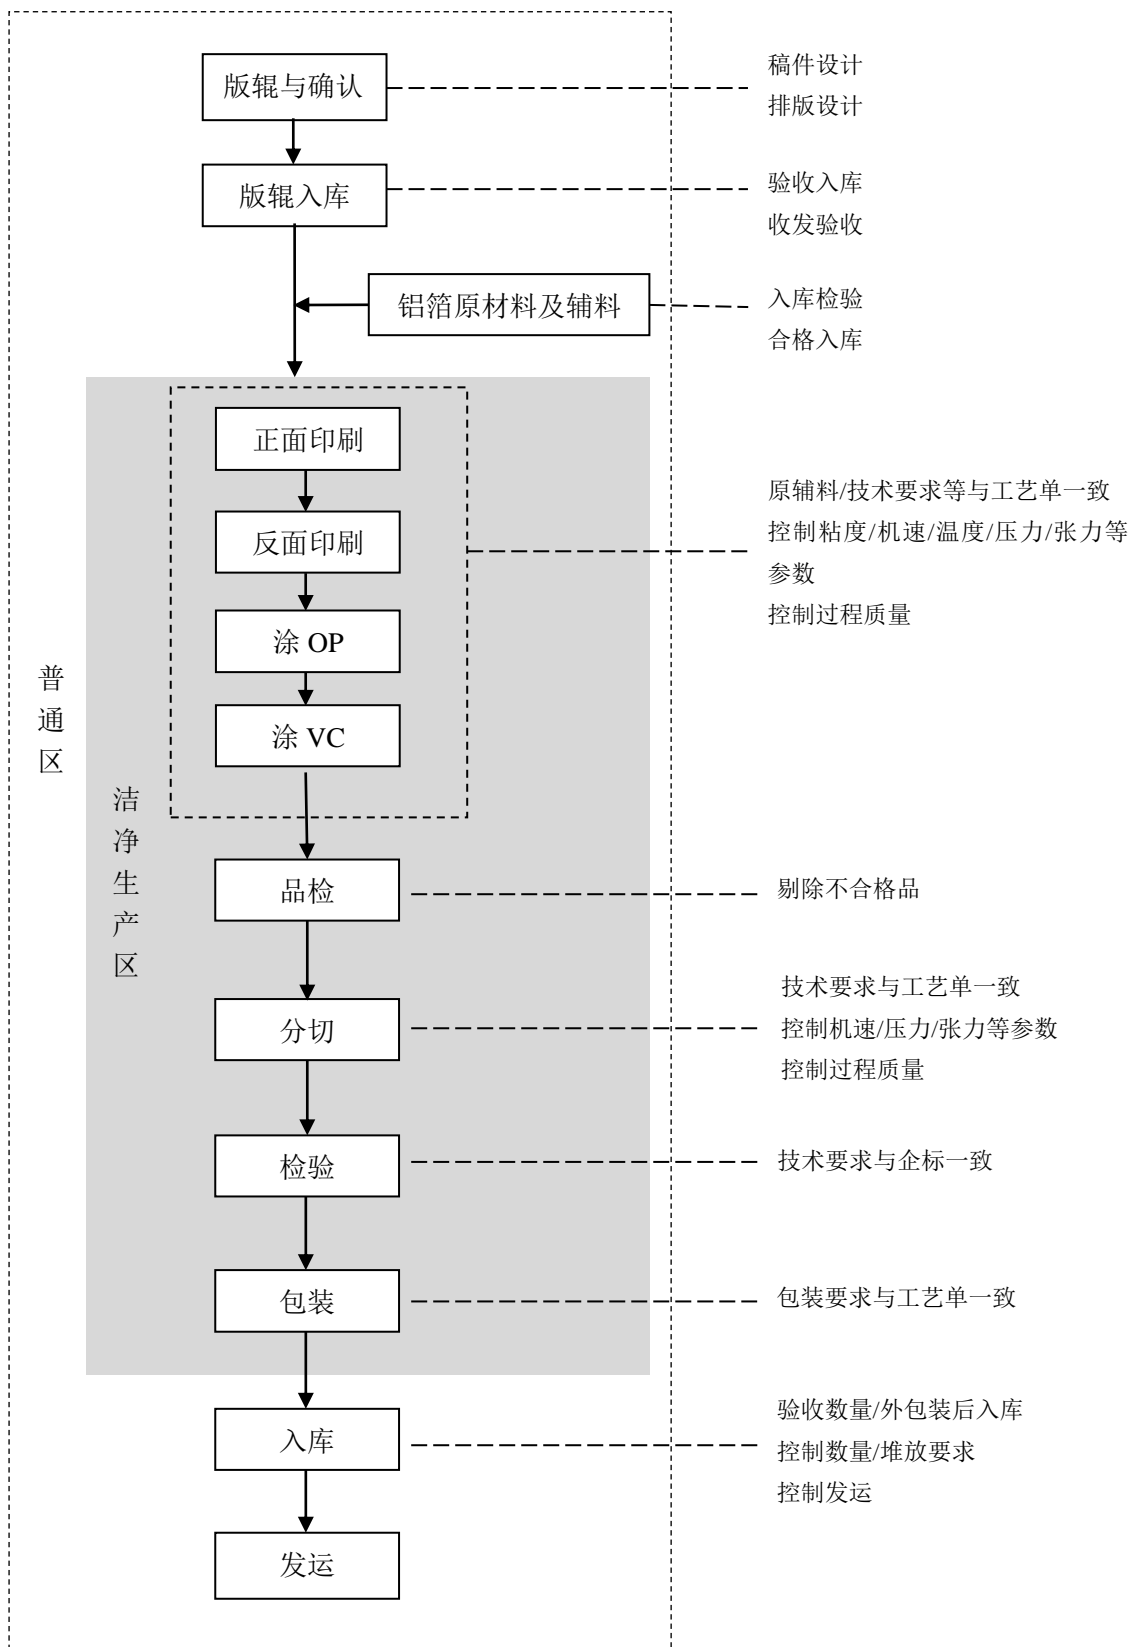 版辊与确认
稿件设计
排版设计
版辊入库
验收入库
收发验收
铝箔原材料及辅料
入库检验
合格入库
正面印刷
反面印刷
涂 OP
涂 VC
原辅料/技术要求等与工艺单一致
控制粘度/机速/温度/压力/张力等
参数
控制过程质量
普
通
区
洁
净
生
产
区
品检
剔除不合格品
分切
技术要求与工艺单一致
控制机速/压力/张力等参数
控制过程质量
检验
技术要求与企标一致
包装
包装要求与工艺单一致
入库
验收数量/外包装后入库
控制数量/堆放要求
控制发运
发运